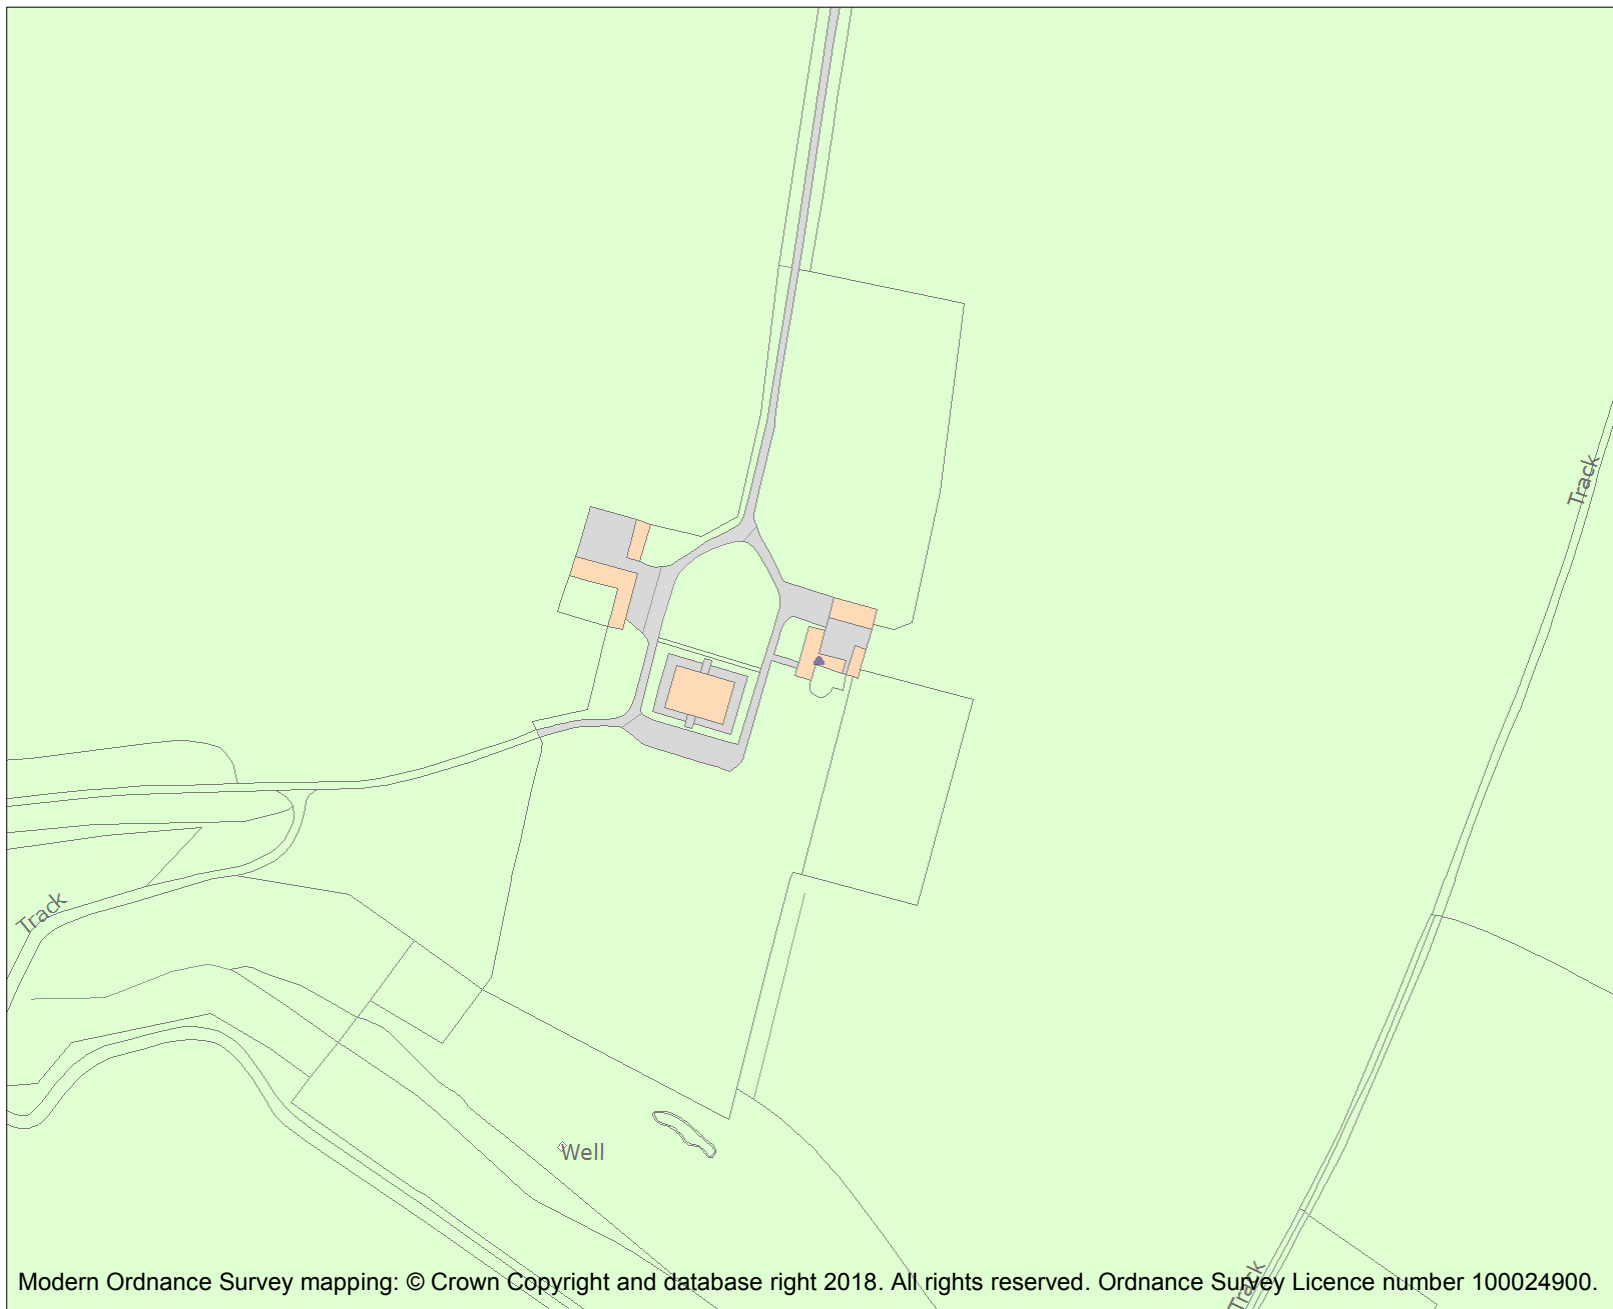 Track
Track
Well
Track
Modern Ordnance Survey mapping: © Crown Copyright and database right 2018. All rights reserved. Ordnance Survey Licence number 100024900.